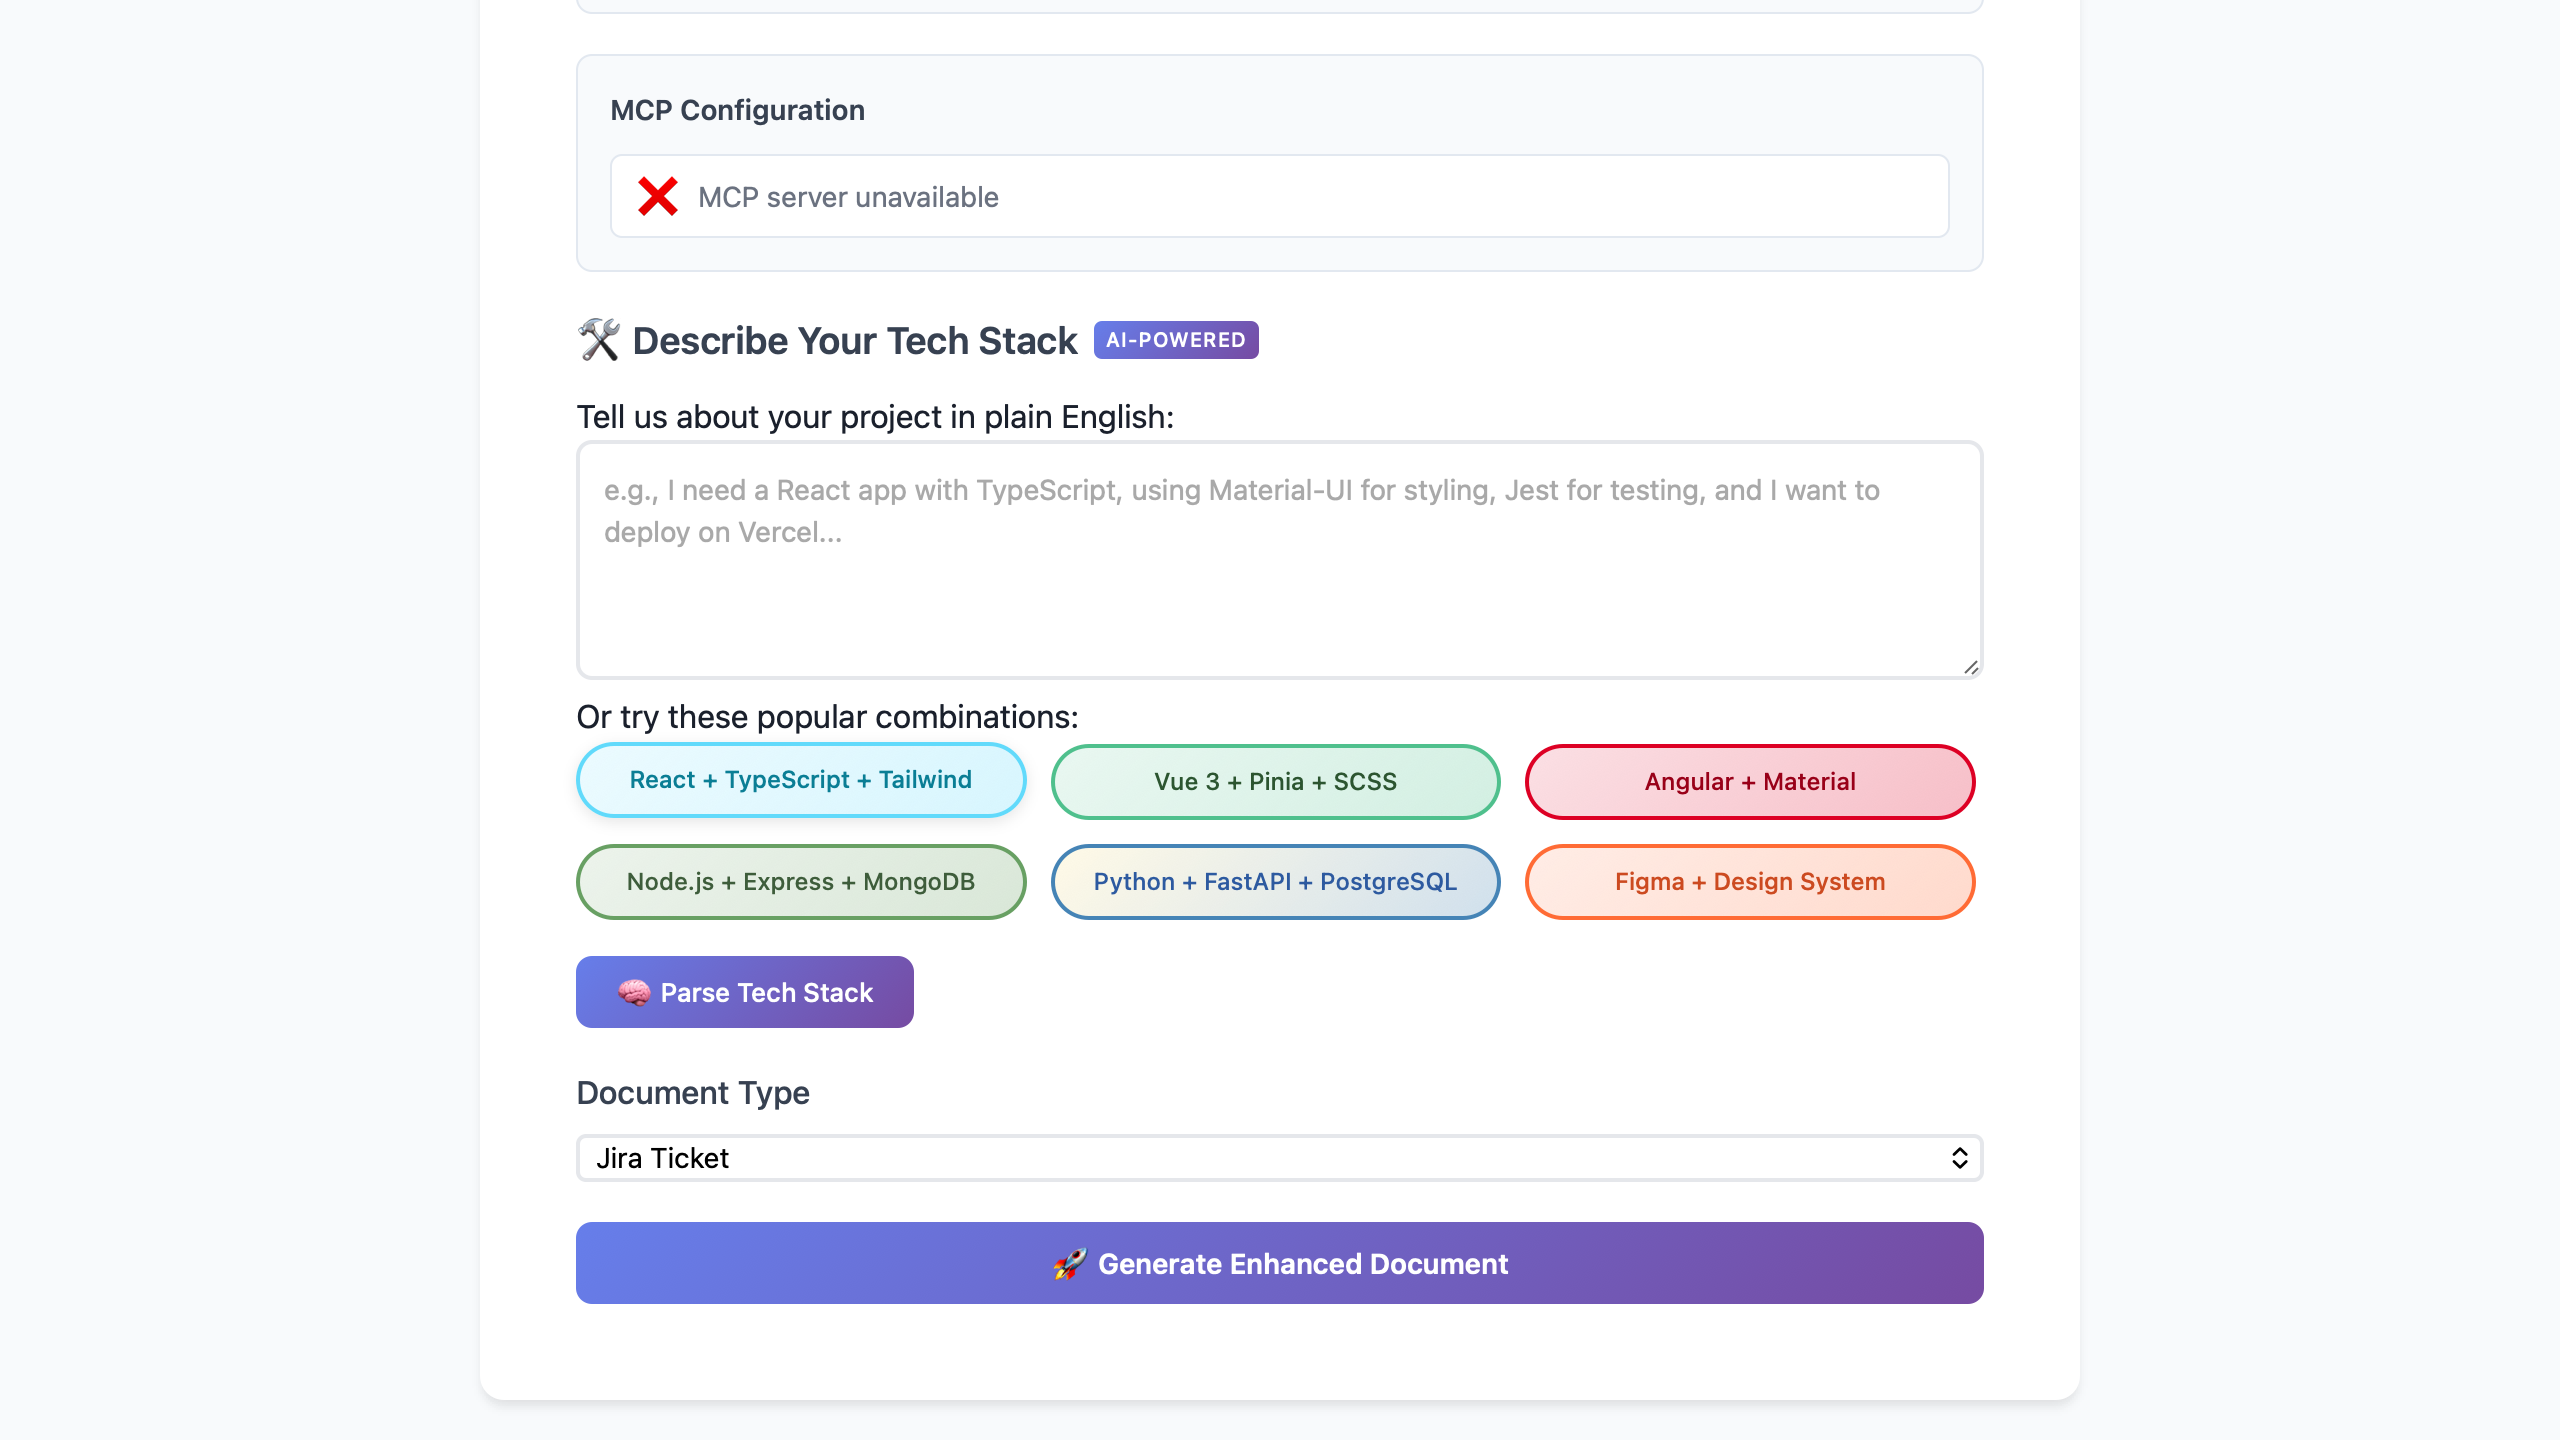 MCP Configuration
❌ MCP server unavailable
🛠️ Describe Your Tech Stack AI-POWERED
Tell us about your project in plain English:
e.g., I need a React app with TypeScript, using Material-UI for styling, Jest for testing, and I want to
deploy on Vercel...
Or try these popular combinations:
React + TypeScript + Tailwind
Vue 3 + Pinia + SCSS
Angular + Material
Node.js + Express + MongoDB
Python + FastAPI + PostgreSQL
Figma + Design System
🧠 Parse Tech Stack
Document Type
Jira Ticket
🚀 Generate Enhanced Document